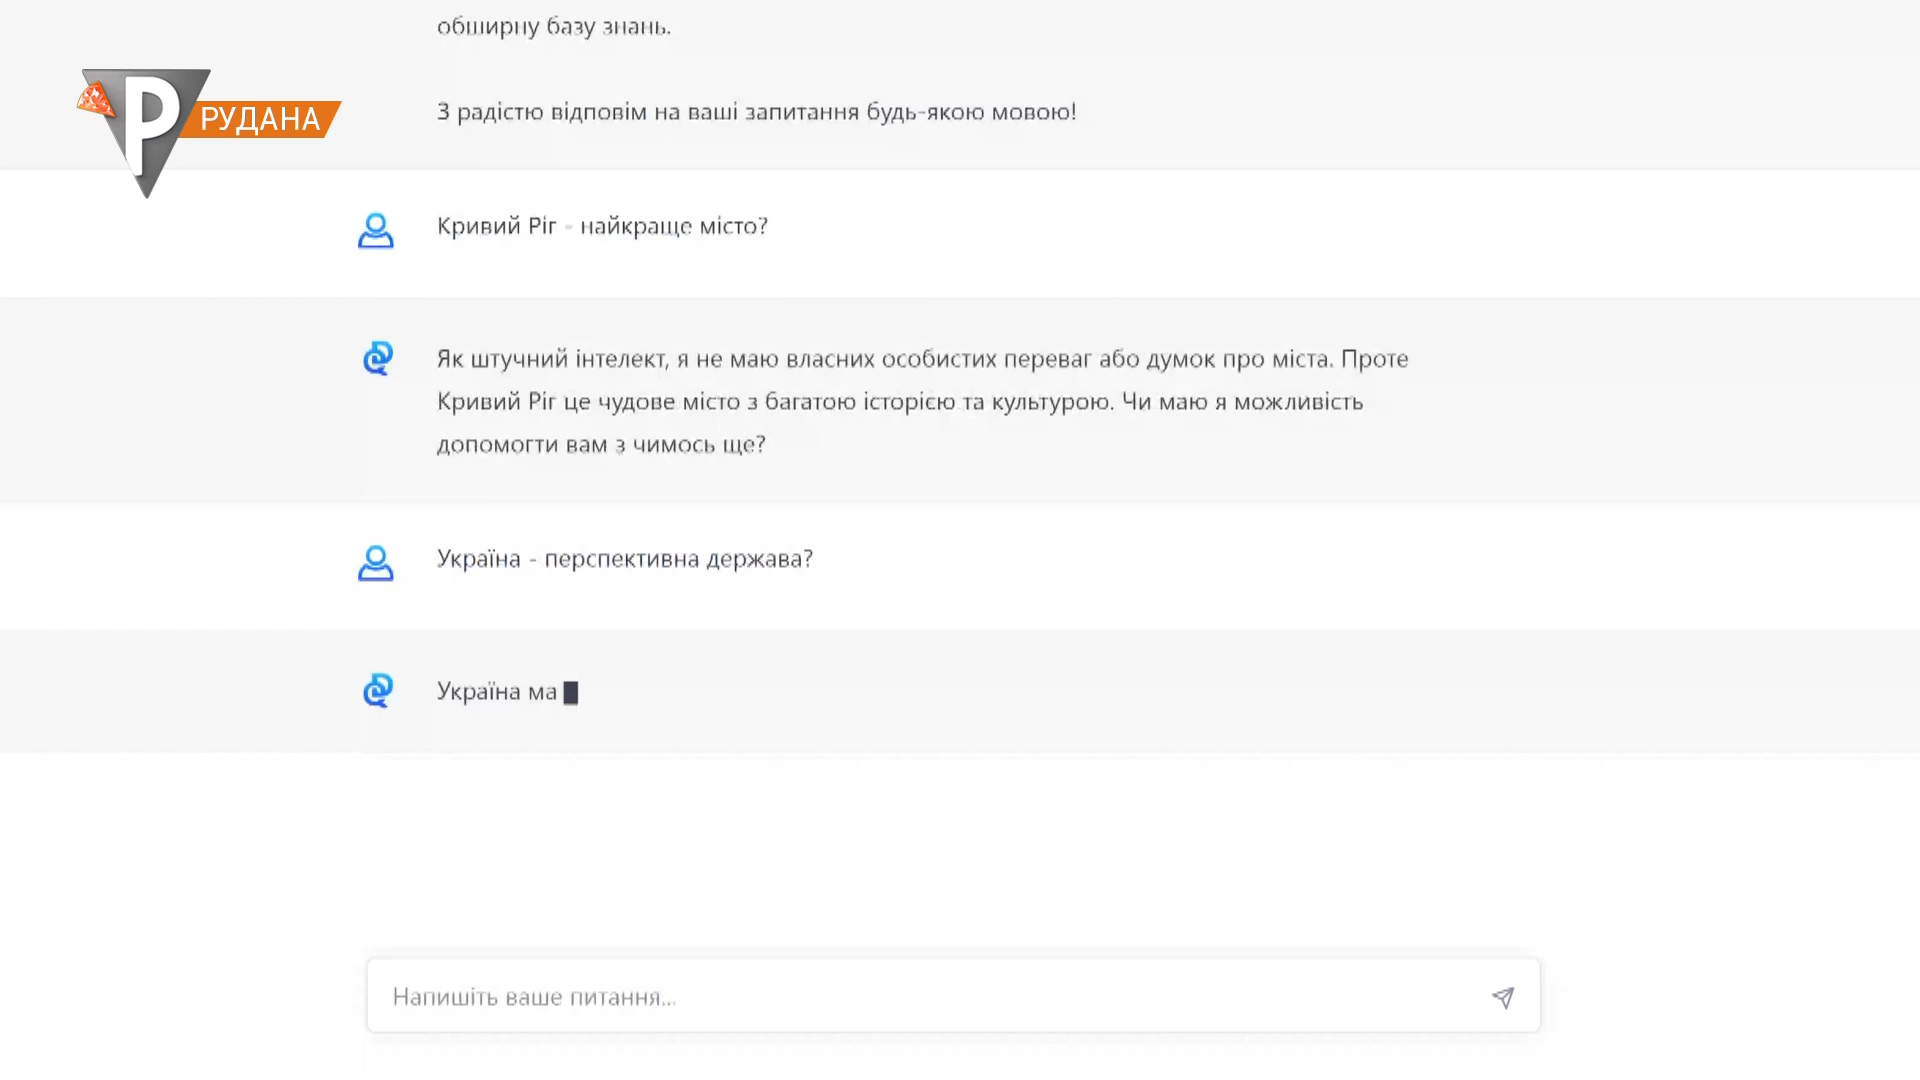 обширну базу знань.
З радістю відповім на ваші запитання будь-якою мовою!
Р РУДАНА
Кривий Ріг - найкраще місто?
Як штучний інтелект, я не маю власних особистих переваг або думок про міста. Проте
Кривий Ріг це чудове місто з багатою історією та культурою. Чи маю я можливість
допомогти вам з чимось ще?
Україна - перспективна держава?
Україна ма
Напишіть ваше питання...